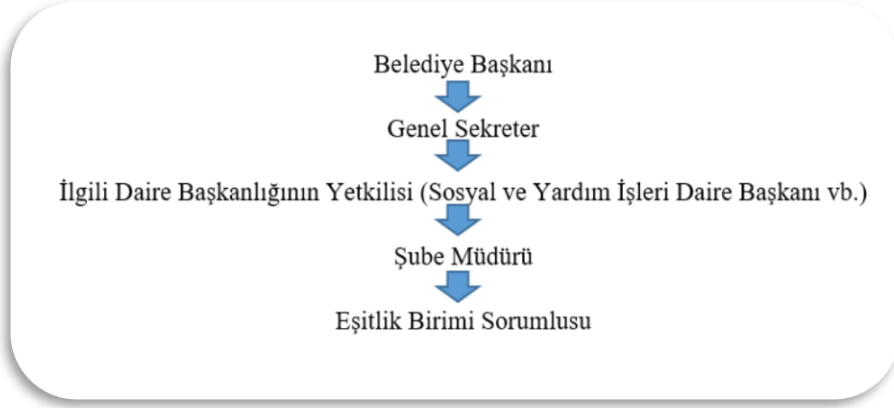 Belediye Başkanı
Genel Sekreter
İlgili Daire Başkanlığının Yetkilisi (Sosyal ve Yardım İşleri Daire Başkanı vb.)
Şube Müdürü
Eşitlik Birimi Sorumlusu